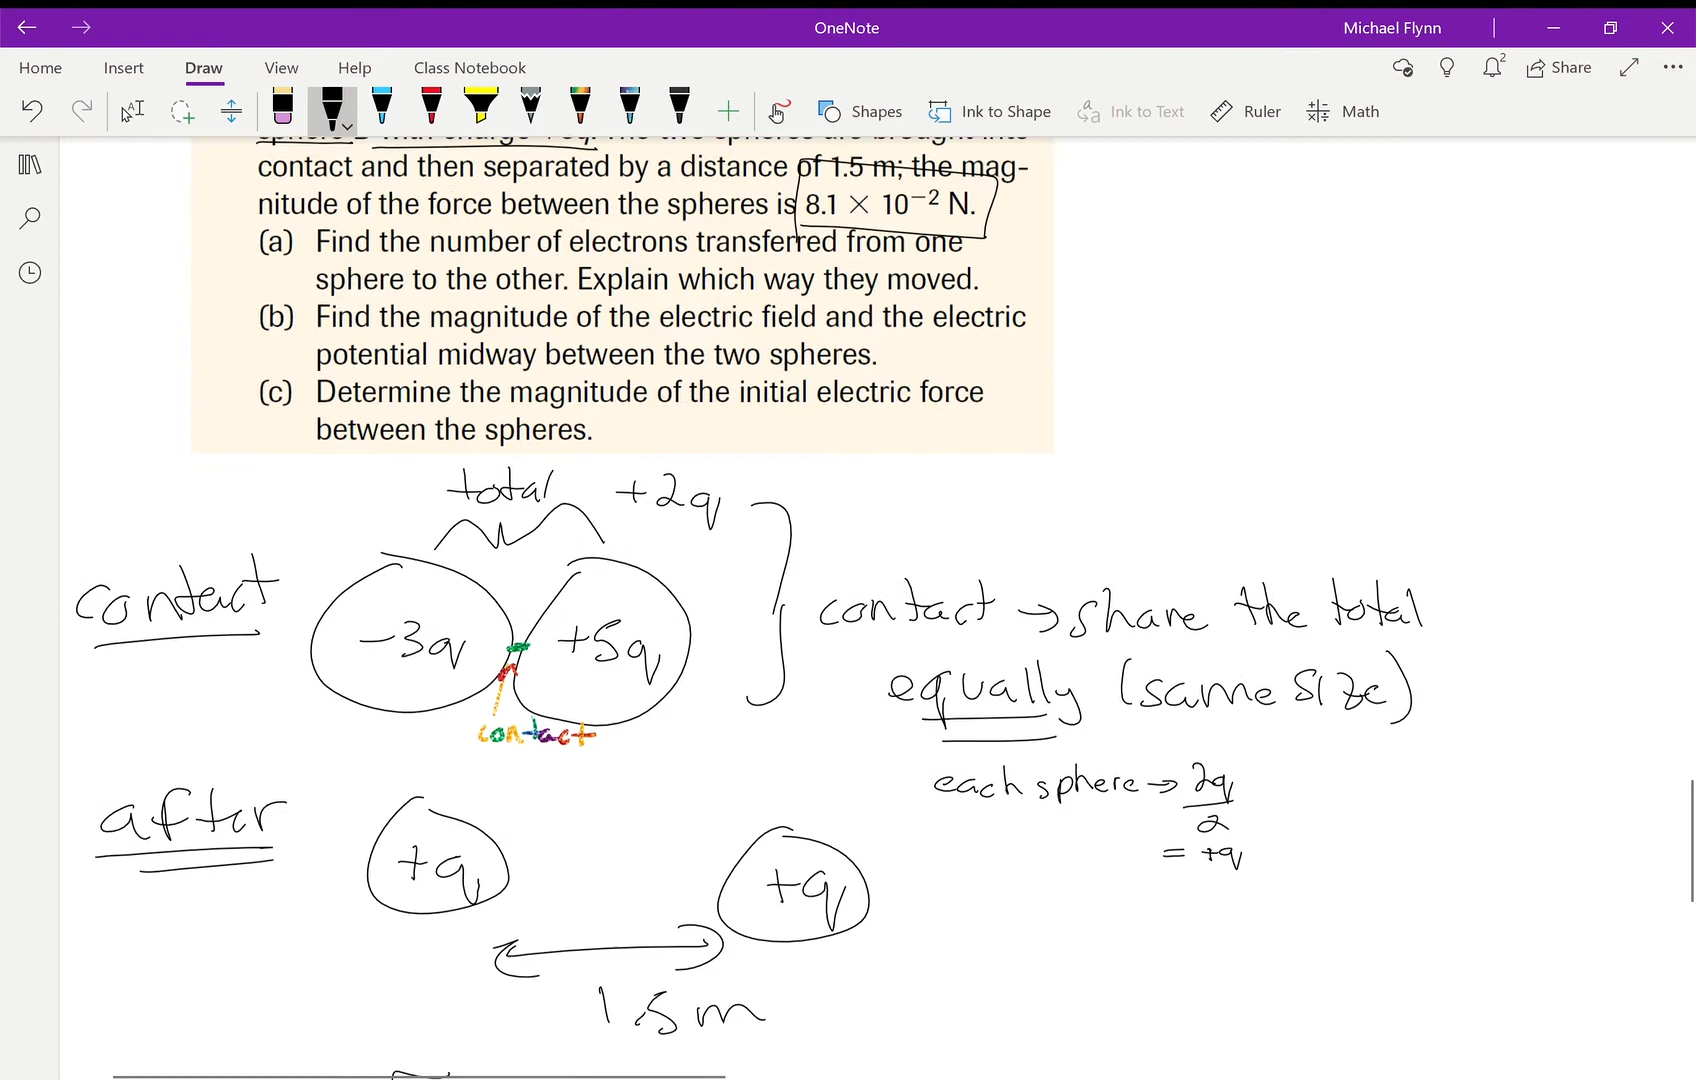 OneNote
Michael Flynn
Home Insert Draw View Help Class Notebook
2 Share
Shapes Ink to Shape Ink to Text Ruler Math
contact and then separated by a distance of 1.5 m; the mag-
nitude of the force between the spheres is 8.1 × 10⁻² N.
(a) Find the number of electrons transferred from one
sphere to the other. Explain which way they moved.
(b) Find the magnitude of the electric field and the electric
potential midway between the two spheres.
(c) Determine the magnitude of the initial electric force
between the spheres.
total +2q
contact
-3q +5q
contact
contact → share the total
equally (same size)
each sphere → 2q
2
= +q
after
+q +q
1.5 m